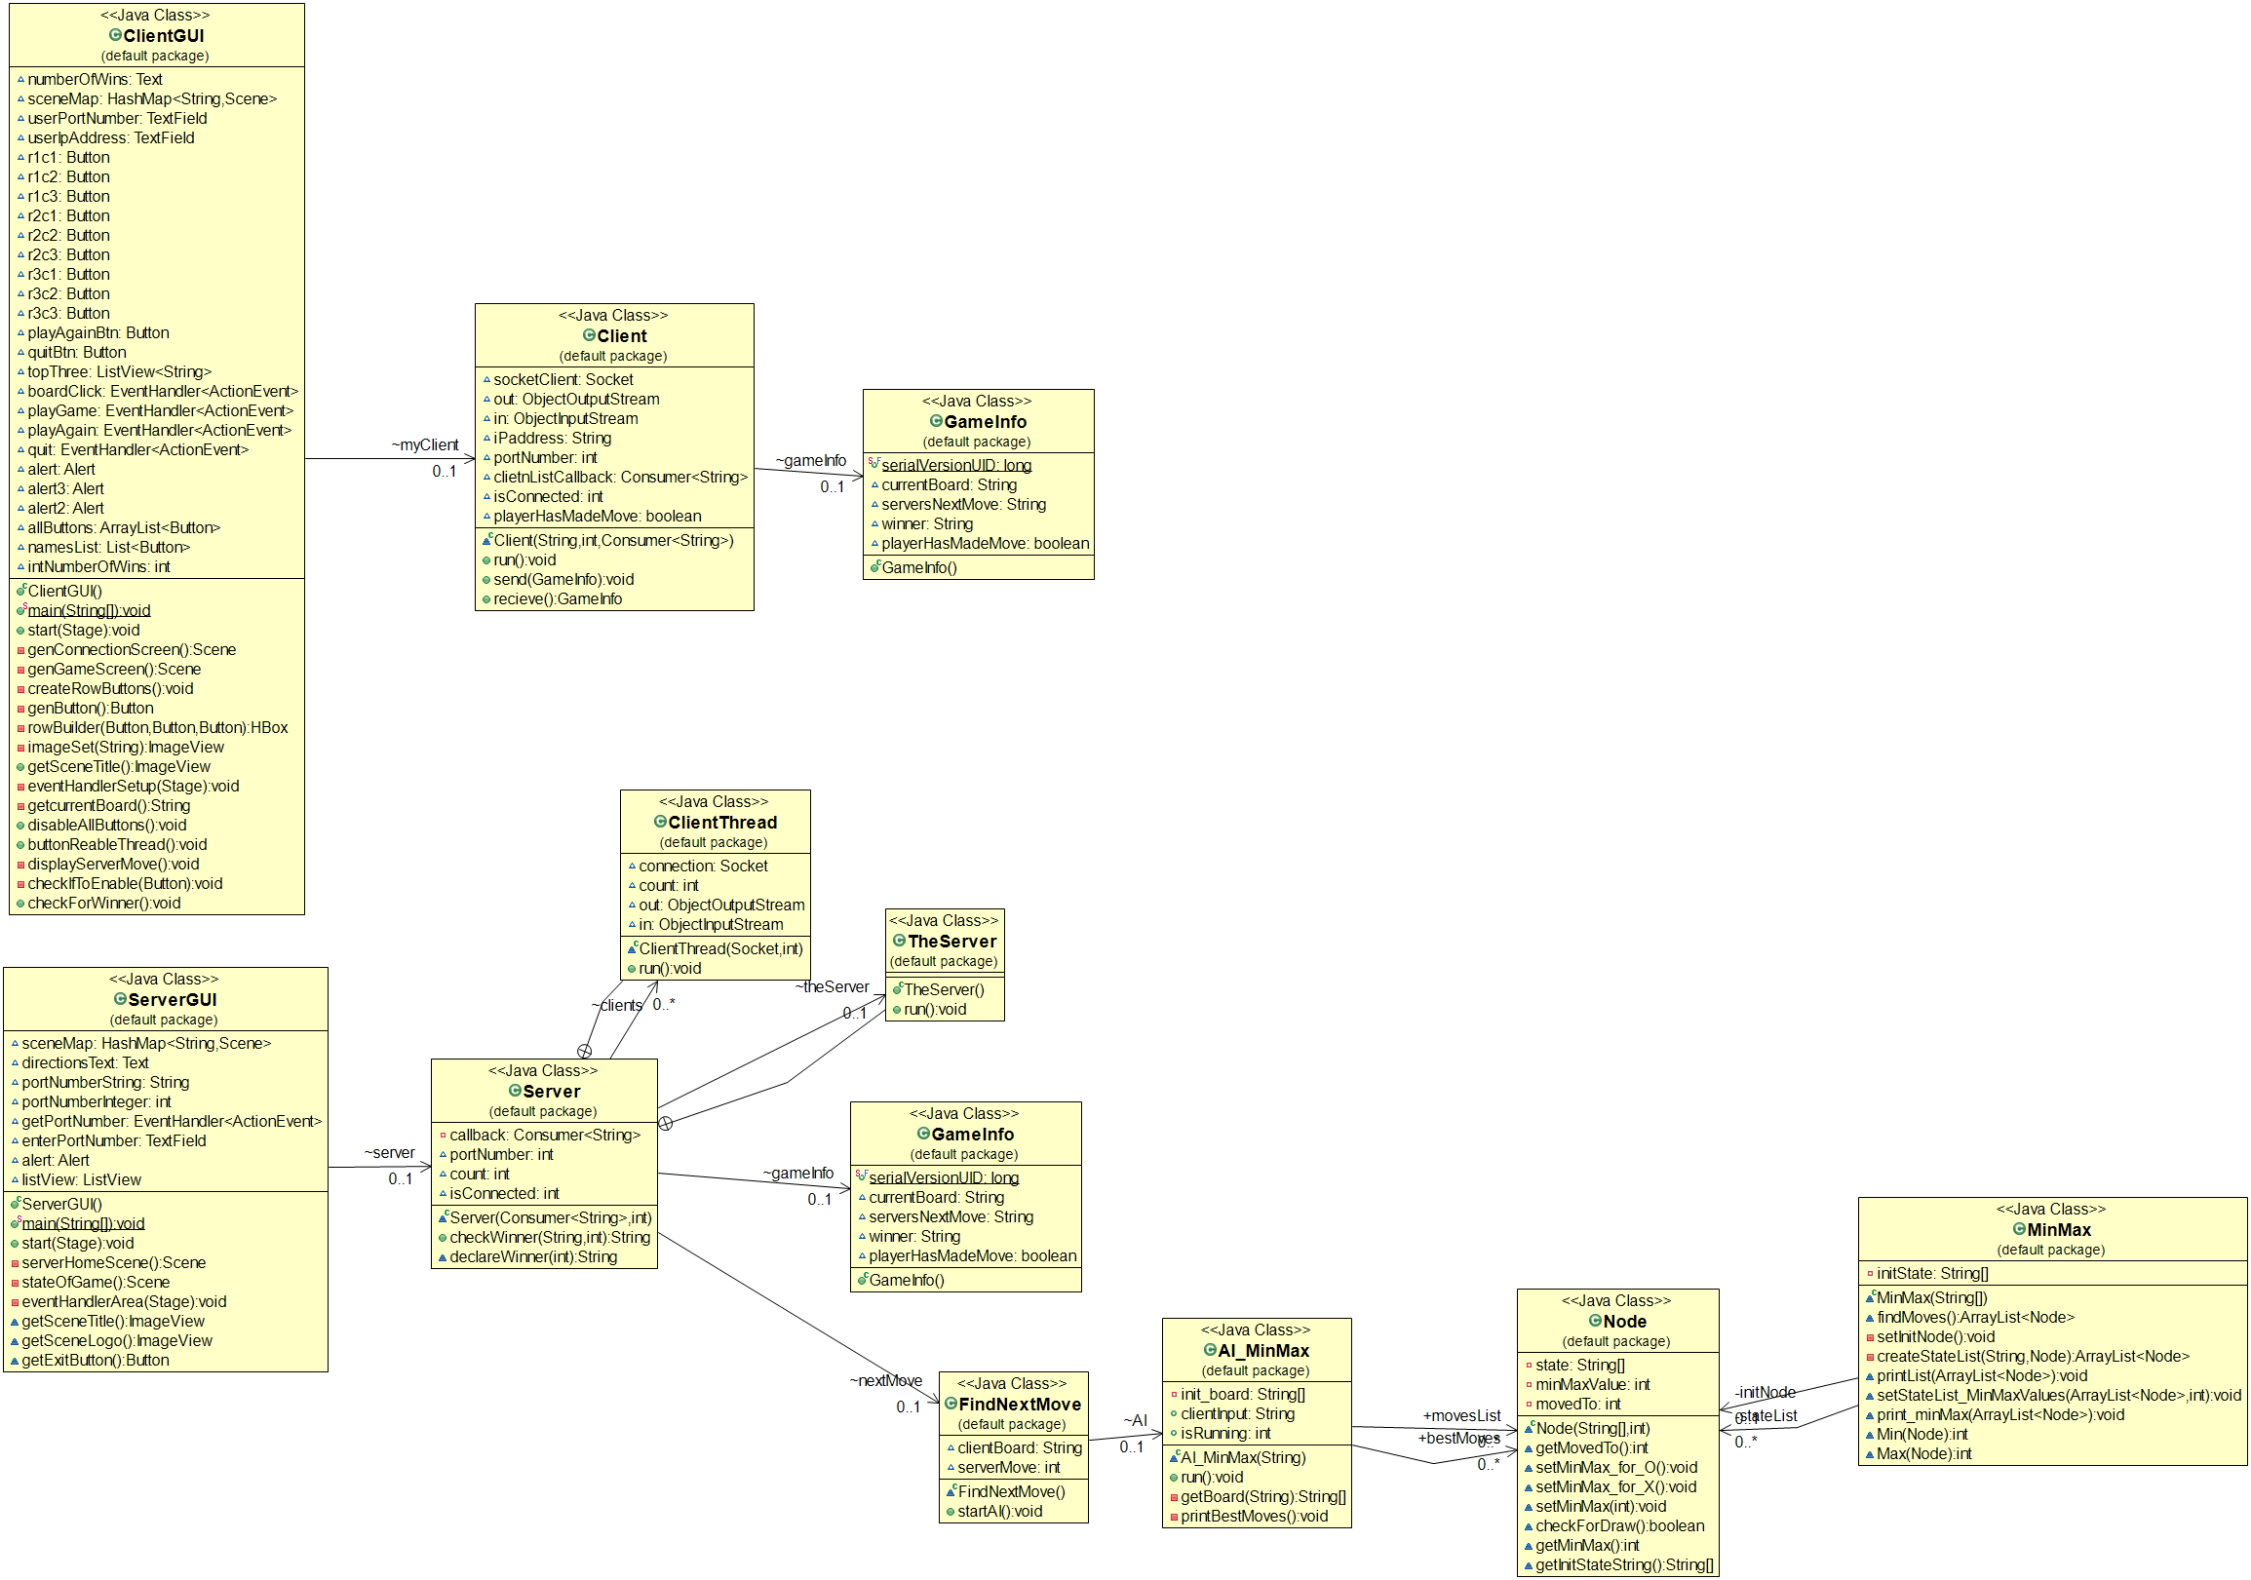 <<Java Class>>
ClientGUI
(default package)
numberOfWins: Text
sceneMap: HashMap<String,Scene>
userPortNumber: TextField
userIpAddress: TextField
r1c1: Button
r1c2: Button
r1c3: Button
r2c1: Button
r2c2: Button
r2c3: Button
r3c1: Button
r3c2: Button
r3c3: Button
playAgainBtn: Button
quitBtn: Button
topThree: ListView<String>
boardClick: EventHandler<ActionEvent>
playGame: EventHandler<ActionEvent>
playAgain: EventHandler<ActionEvent>
quit: EventHandler<ActionEvent>
alert: Alert
alert3: Alert
alert2: Alert
allButtons: ArrayList<Button>
namesList: List<Button>
intNumberOfWins: int
ClientGUI()
main(String[]):void
start(Stage):void
genConnectionScreen():Scene
genGameScreen():Scene
createRowButtons():void
genButton():Button
rowBuilder(Button,Button,Button):HBox
imageSet(String):ImageView
getSceneTitle():ImageView
eventHandlerSetup(Stage):void
getcurrentBoard():String
disableAllButtons():void
buttonReableThread():void
displayServerMove():void
checkIfToEnable(Button):void
checkForWinner():void
~myClient
0..1
<<Java Class>>
Client
(default package)
socketClient: Socket
out: ObjectOutputStream
in: ObjectInputStream
iPaddress: String
portNumber: int
clietnListCallback: Consumer<String>
isConnected: int
playerHasMadeMove: boolean
Client(String,int,Consumer<String>)
run():void
send(GameInfo):void
recieve():GameInfo
~gameInfo
0..1
<<Java Class>>
GameInfo
(default package)
serialVersionUID: long
currentBoard: String
serversNextMove: String
winner: String
playerHasMadeMove: boolean
GameInfo()
<<Java Class>>
ClientThread
(default package)
connection: Socket
count: int
out: ObjectOutputStream
in: ObjectInputStream
ClientThread(Socket,int)
run():void
~clients
0..*
<<Java Class>>
TheServer
(default package)
TheServer()
run():void
~theServer
0..1
<<Java Class>>
ServerGUI
(default package)
sceneMap: HashMap<String,Scene>
directionsText: Text
portNumberString: String
portNumberInteger: int
getPortNumber: EventHandler<ActionEvent>
enterPortNumber: TextField
alert: Alert
listView: ListView
ServerGUI()
main(String[]):void
start(Stage):void
serverHomeScene():Scene
stateOfGame():Scene
eventHandlerArea(Stage):void
getSceneTitle():ImageView
getSceneLogo():ImageView
getExitButton():Button
~server
0..1
<<Java Class>>
Server
(default package)
callback: Consumer<String>
portNumber: int
count: int
isConnected: int
Server(Consumer<String>,int)
checkWinner(String,int):String
declareWinner(int):String
~gameInfo
0..1
<<Java Class>>
GameInfo
(default package)
serialVersionUID: long
currentBoard: String
serversNextMove: String
winner: String
playerHasMadeMove: boolean
GameInfo()
~nextMove
0..1
<<Java Class>>
FindNextMove
(default package)
clientBoard: String
serverMove: int
FindNextMove()
startAI():void
~AI
0..1
<<Java Class>>
AI_MinMax
(default package)
init_board: String[]
clientInput: String
isRunning: int
AI_MinMax(String)
run():void
getBoard(String):String[]
printBestMoves():void
+movesList
0..*
+bestMoves
0..*
<<Java Class>>
Node
(default package)
state: String[]
minMaxValue: int
movedTo: int
Node(String[],int)
getMovedTo():int
setMinMax_for_O():void
setMinMax_for_X():void
setMinMax(int):void
checkForDraw():boolean
getMinMax():int
getInitStateString():String[]
-initNode
0..1
-stateList
0..*
<<Java Class>>
MinMax
(default package)
initState: String[]
MinMax(String[])
findMoves():ArrayList<Node>
setInitNode():void
createStateList(String,Node):ArrayList<Node>
printList(ArrayList<Node>):void
setStateList_MinMaxValues(ArrayList<Node>,int):void
print_minMax(ArrayList<Node>):void
Min(Node):int
Max(Node):int